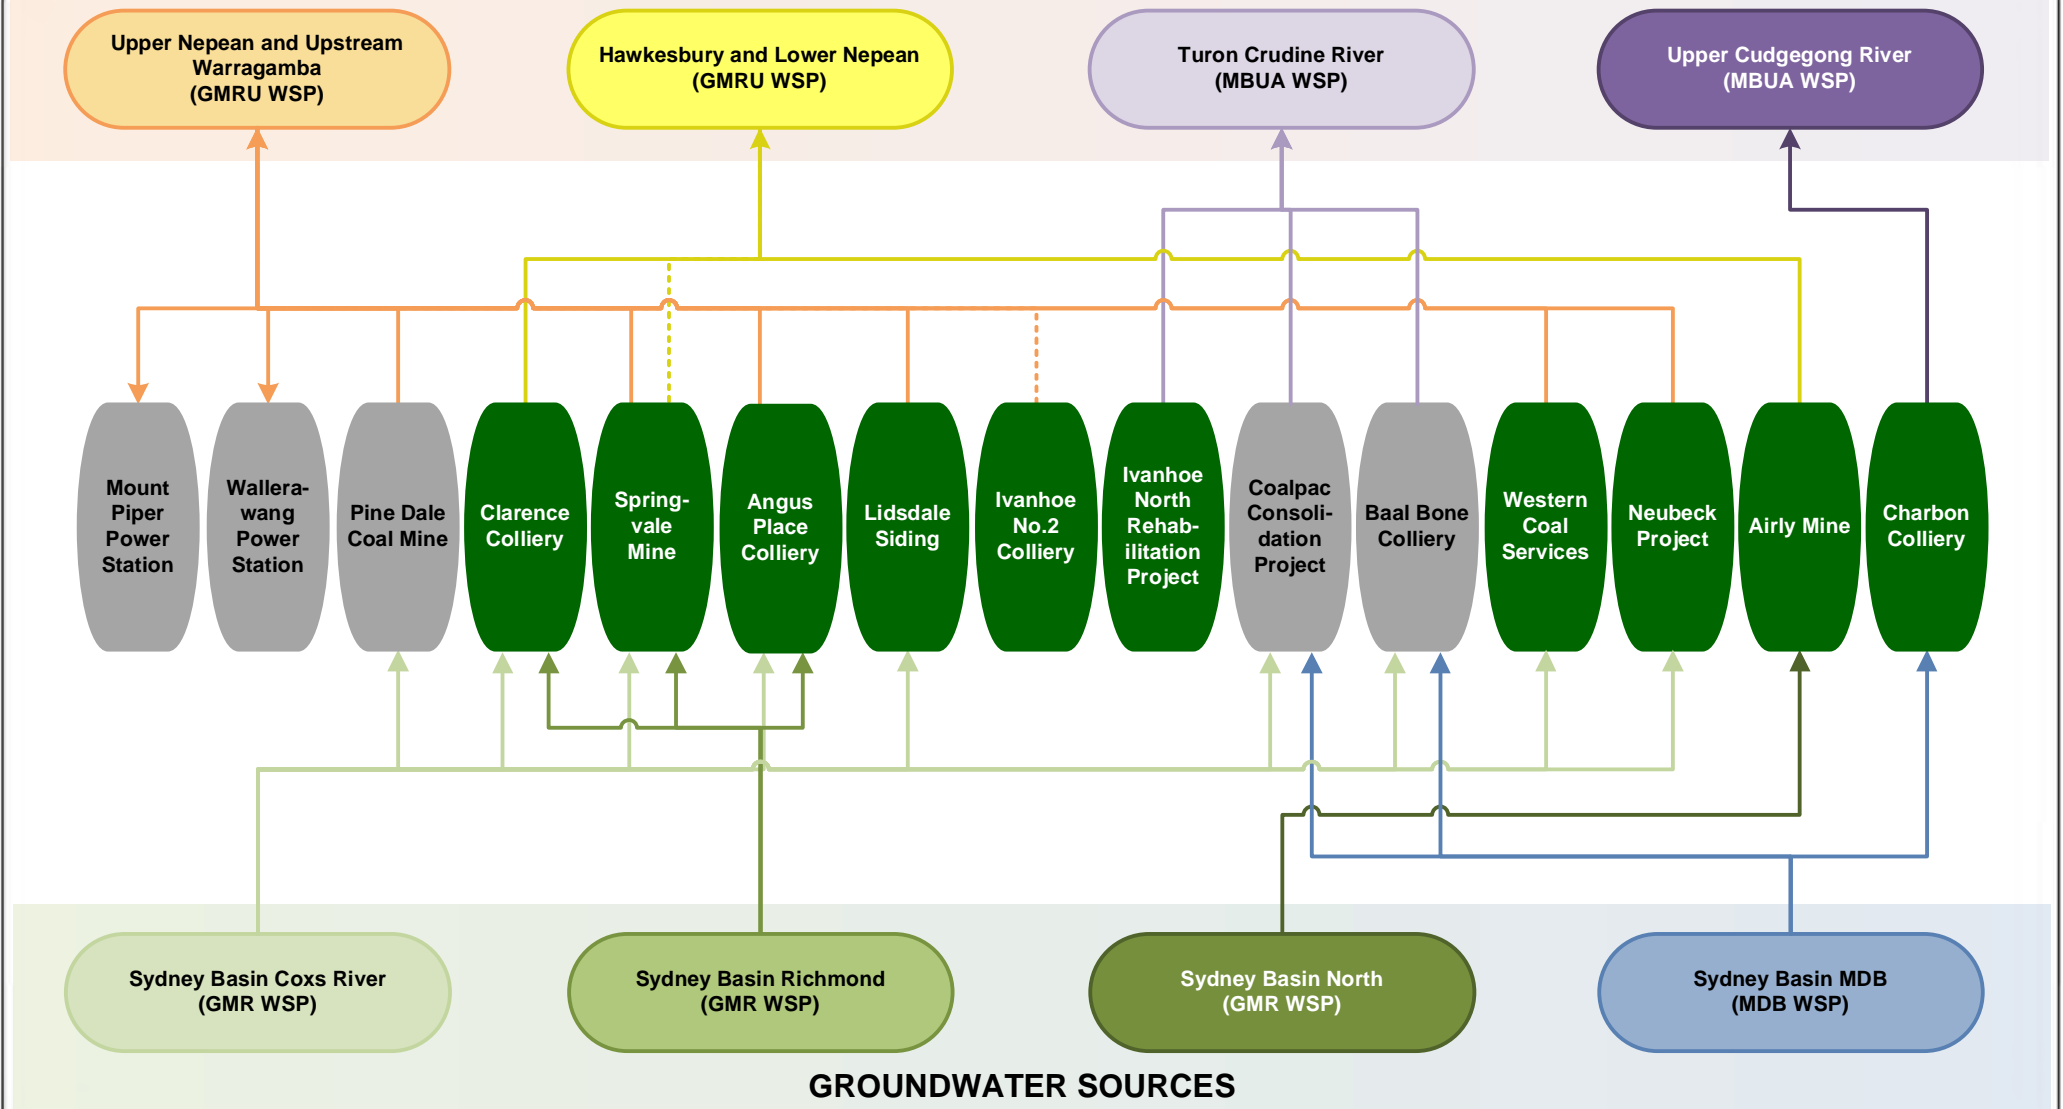 Upper Nepean and Upstream
Warragamba
(GMRU WSP)
Hawkesbury and Lower Nepean
(GMRU WSP)
Turon Crudine River
(MBUA WSP)
Upper Cudgegong River
(MBUA WSP)
Mount
Piper
Power
Station
Wallera-
wang
Power
Station
Pine Dale
Coal Mine
Clarence
Colliery
Spring-
vale
Mine
Angus
Place
Colliery
Lidsdale
Siding
Ivanhoe
No.2
Colliery
Ivanhoe
North
Rehab-
ilitation
Project
Coalpac
Consoli-
dation
Project
Baal Bone
Colliery
Western
Coal
Services
Neubeck
Project
Airly Mine
Charbon
Colliery
Sydney Basin Coxs River
(GMR WSP)
Sydney Basin Richmond
(GMR WSP)
Sydney Basin North
(GMR WSP)
Sydney Basin MDB
(MDB WSP)
GROUNDWATER SOURCES